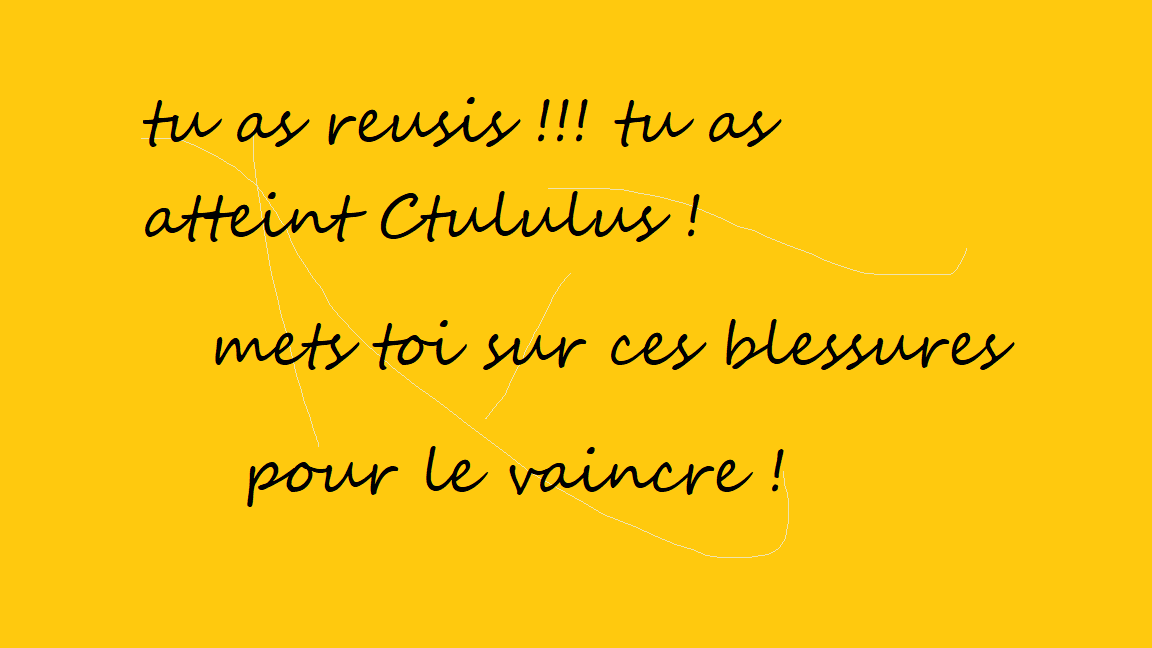 tu as reusis !!! tu as
atteint Ctululus !
mets toi sur ces blessures
pour le vaincre !